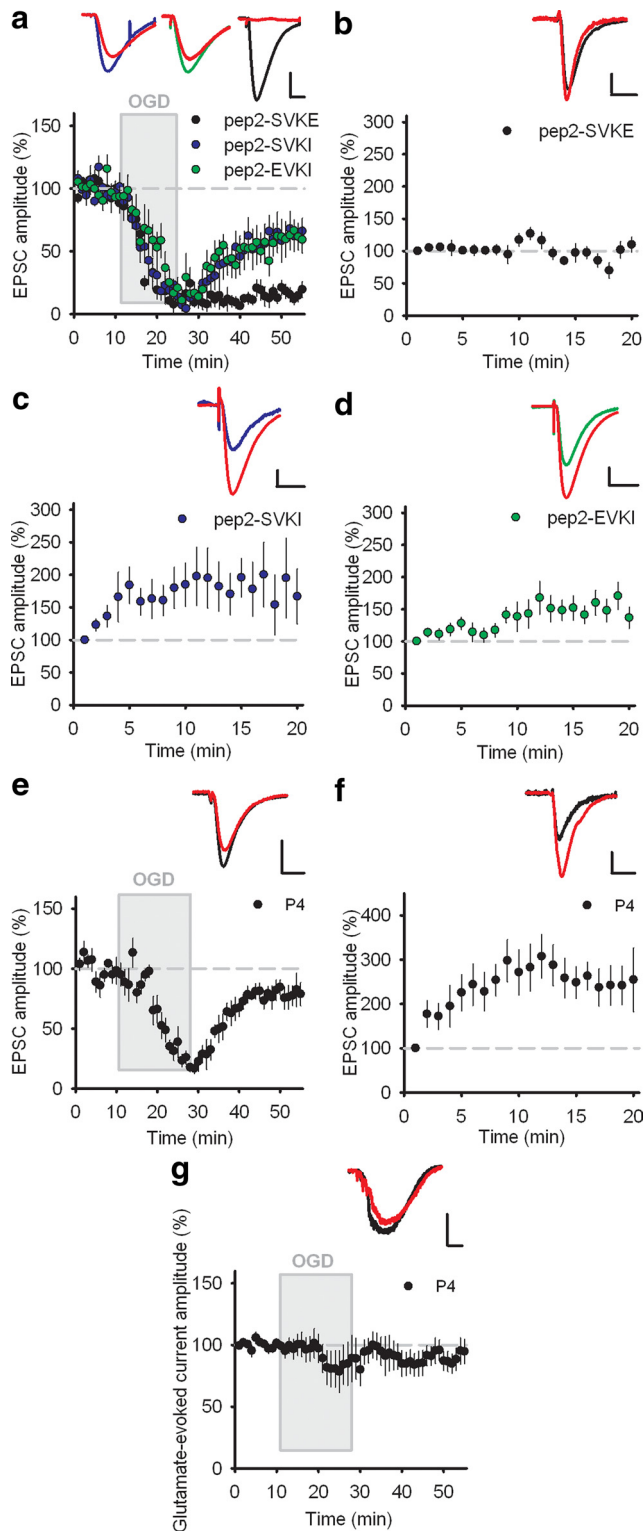 a
OGD
pep2-SVKE
pep2-SVKI
pep2-EVKI
EPSC amplitude (%)
150
100
50
0
0 10 20 30 40 50
Time (min)
b
pep2-SVKE
EPSC amplitude (%)
300
250
200
150
100
50
0
0 5 10 15 20
Time (min)
c
pep2-SVKI
EPSC amplitude (%)
300
250
200
150
100
50
0
0 5 10 15 20
Time (min)
d
pep2-EVKI
EPSC amplitude (%)
300
250
200
150
100
50
0
0 5 10 15 20
Time (min)
e
OGD
P4
EPSC amplitude (%)
150
100
50
0
0 10 20 30 40 50
Time (min)
f
P4
EPSC amplitude (%)
400
300
200
100
0
0 5 10 15 20
Time (min)
g
OGD
P4
Glutamate-evoked current amplitude (%)
150
100
50
0
0 10 20 30 40 50
Time (min)